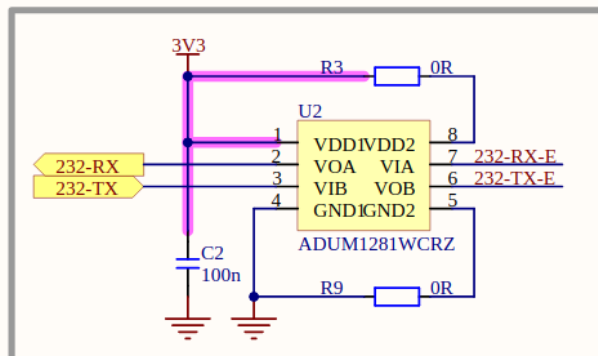 3V3
R3 0R
U2
1 VDD1 VDD2 8
232-RX 2 VOA VIA 7 232-RX-E
232-TX 3 VIB VOB 6 232-TX-E
4 GND1 GND2 5
ADUM1281WCRZ
C2
100n
R9 0R